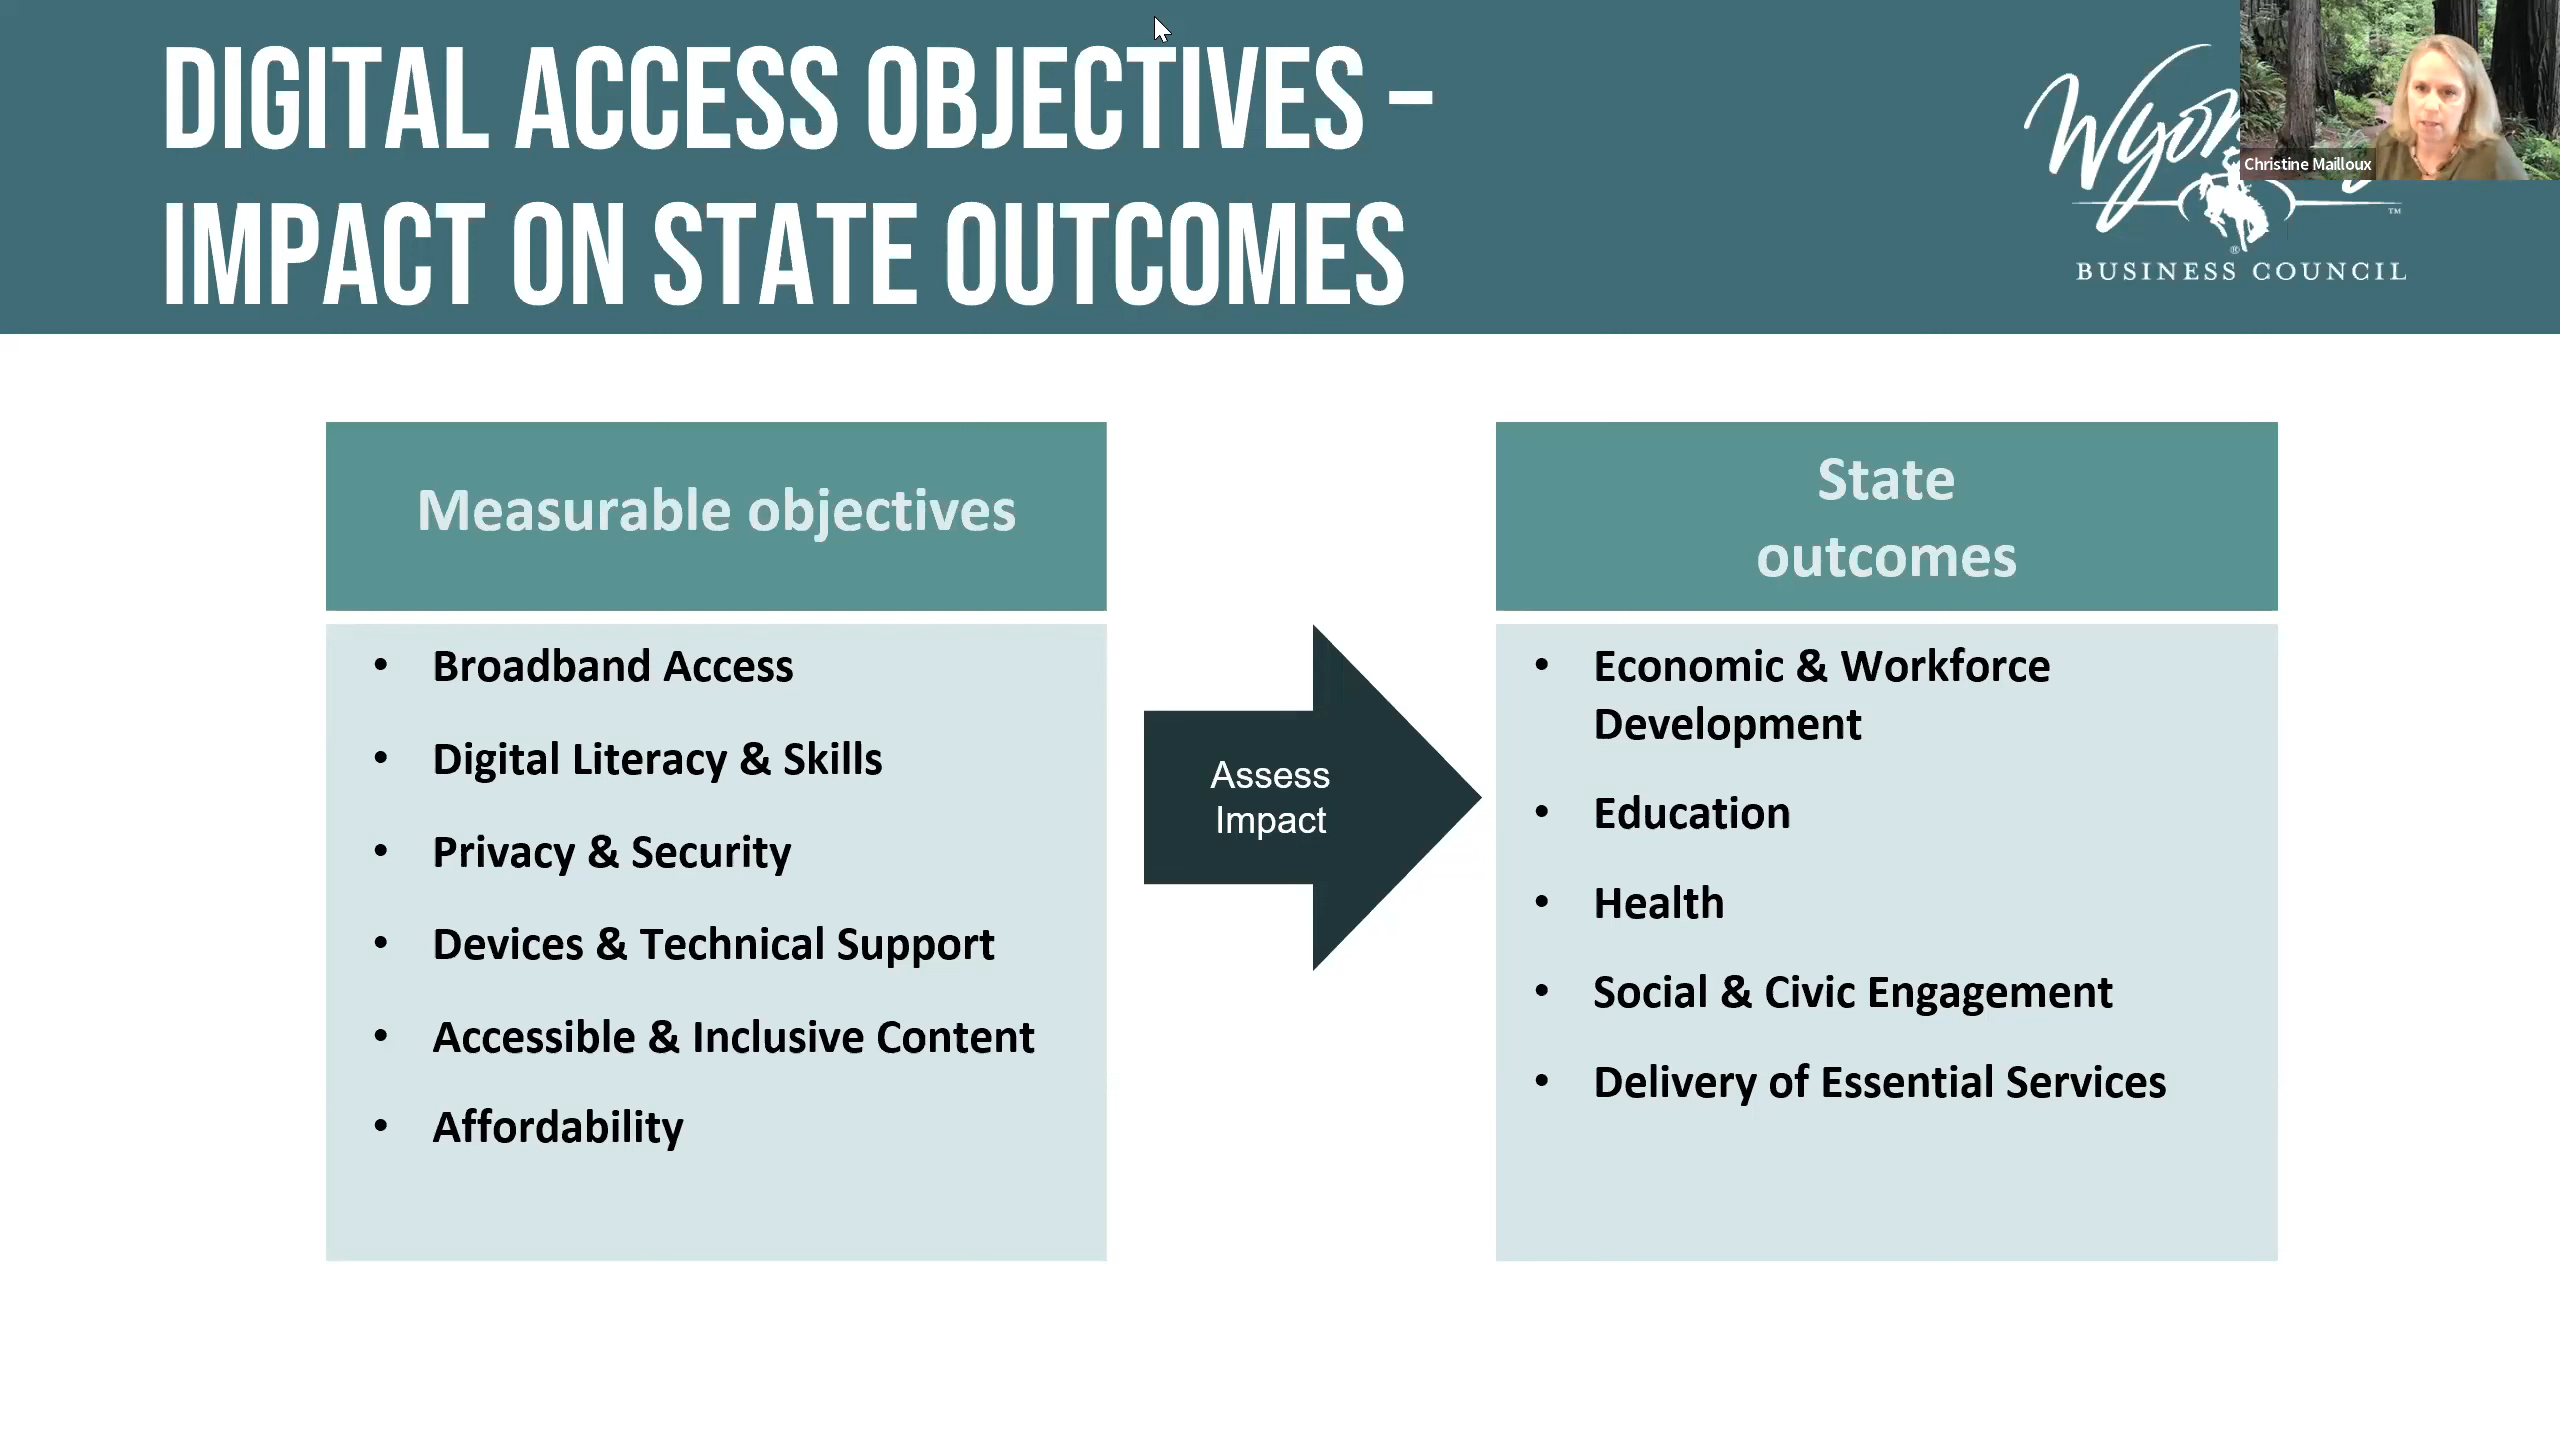 DIGITAL ACCESS OBJECTIVES –
IMPACT ON STATE OUTCOMES
Christine Mailloux
™
®
BUSINESS COUNCIL
Measurable objectives
• Broadband Access
• Digital Literacy & Skills
• Privacy & Security
• Devices & Technical Support
• Accessible & Inclusive Content
• Affordability
Assess
Impact
State
outcomes
• Economic & Workforce
Development
• Education
• Health
• Social & Civic Engagement
• Delivery of Essential Services